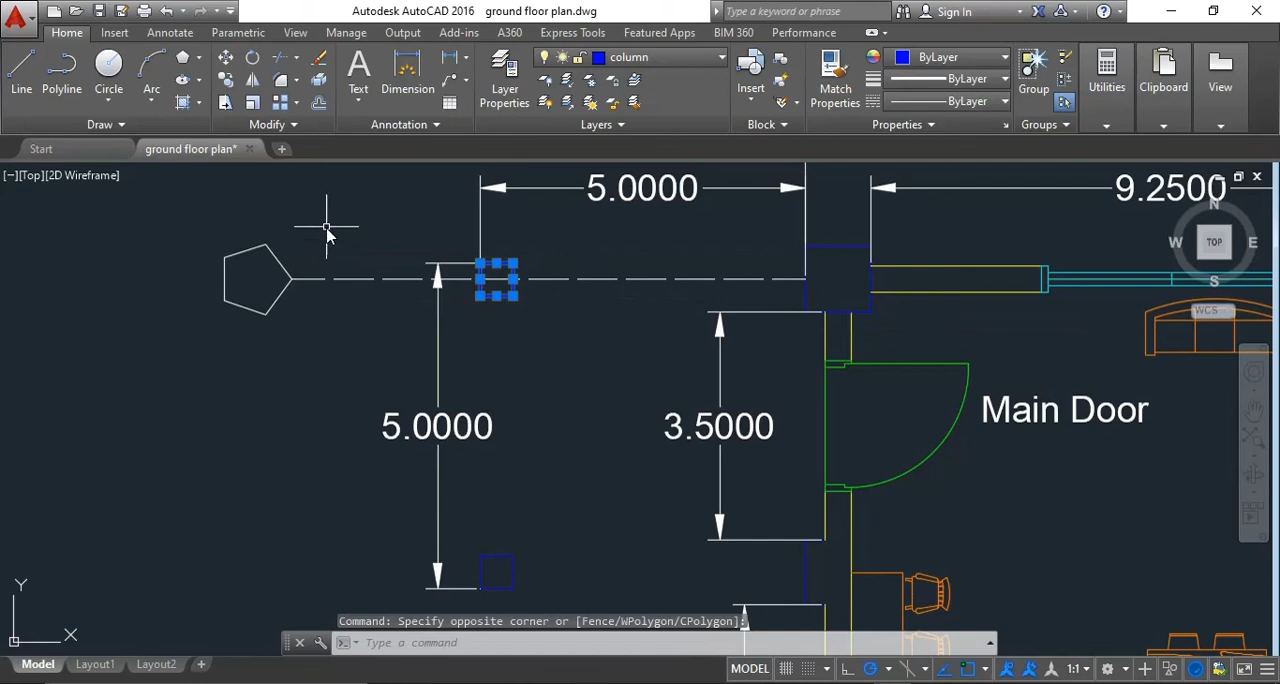 Autodesk AutoCAD 2016 ground floor plan.dwg
Type a keyword or phrase
Sign In
Home Insert Annotate Parametric View Manage Output Add-ins A360 Express Tools Featured Apps BIM 360 Performance
Line Polyline Circle Arc
Text Dimension
Layer Properties
column
Insert
Match Properties
ByLayer
ByLayer
ByLayer
Group
Utilities
Clipboard
View
Draw Modify Annotation Layers Block Properties Groups
Start
ground floor plan*
[−][Top][2D Wireframe]
5.0000
9.2500
N
W
TOP
E
S
WCS
5.0000
3.5000
Main Door
Y
X
Command: Specify opposite corner or [Fence/WPolygon/CPolygon]:
Type a command
Model Layout1 Layout2
MODEL
1:1